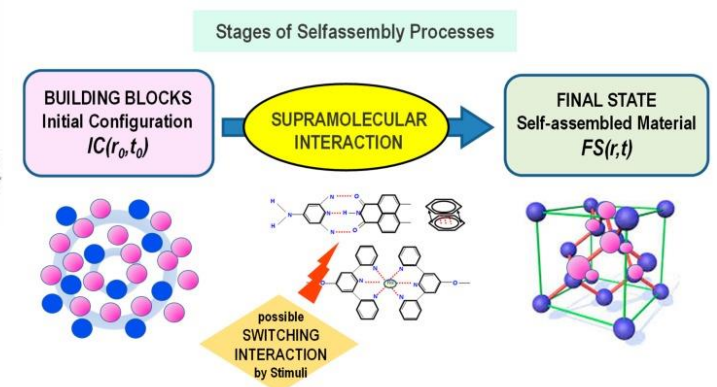 Stages of Selfassembly Processes
BUILDING BLOCKS
Initial Configuration
IC(r₀,t₀)
SUPRAMOLECULAR
INTERACTION
FINAL STATE
Self-assembled Material
FS(r,t)
possible
SWITCHING
INTERACTION
by Stimuli